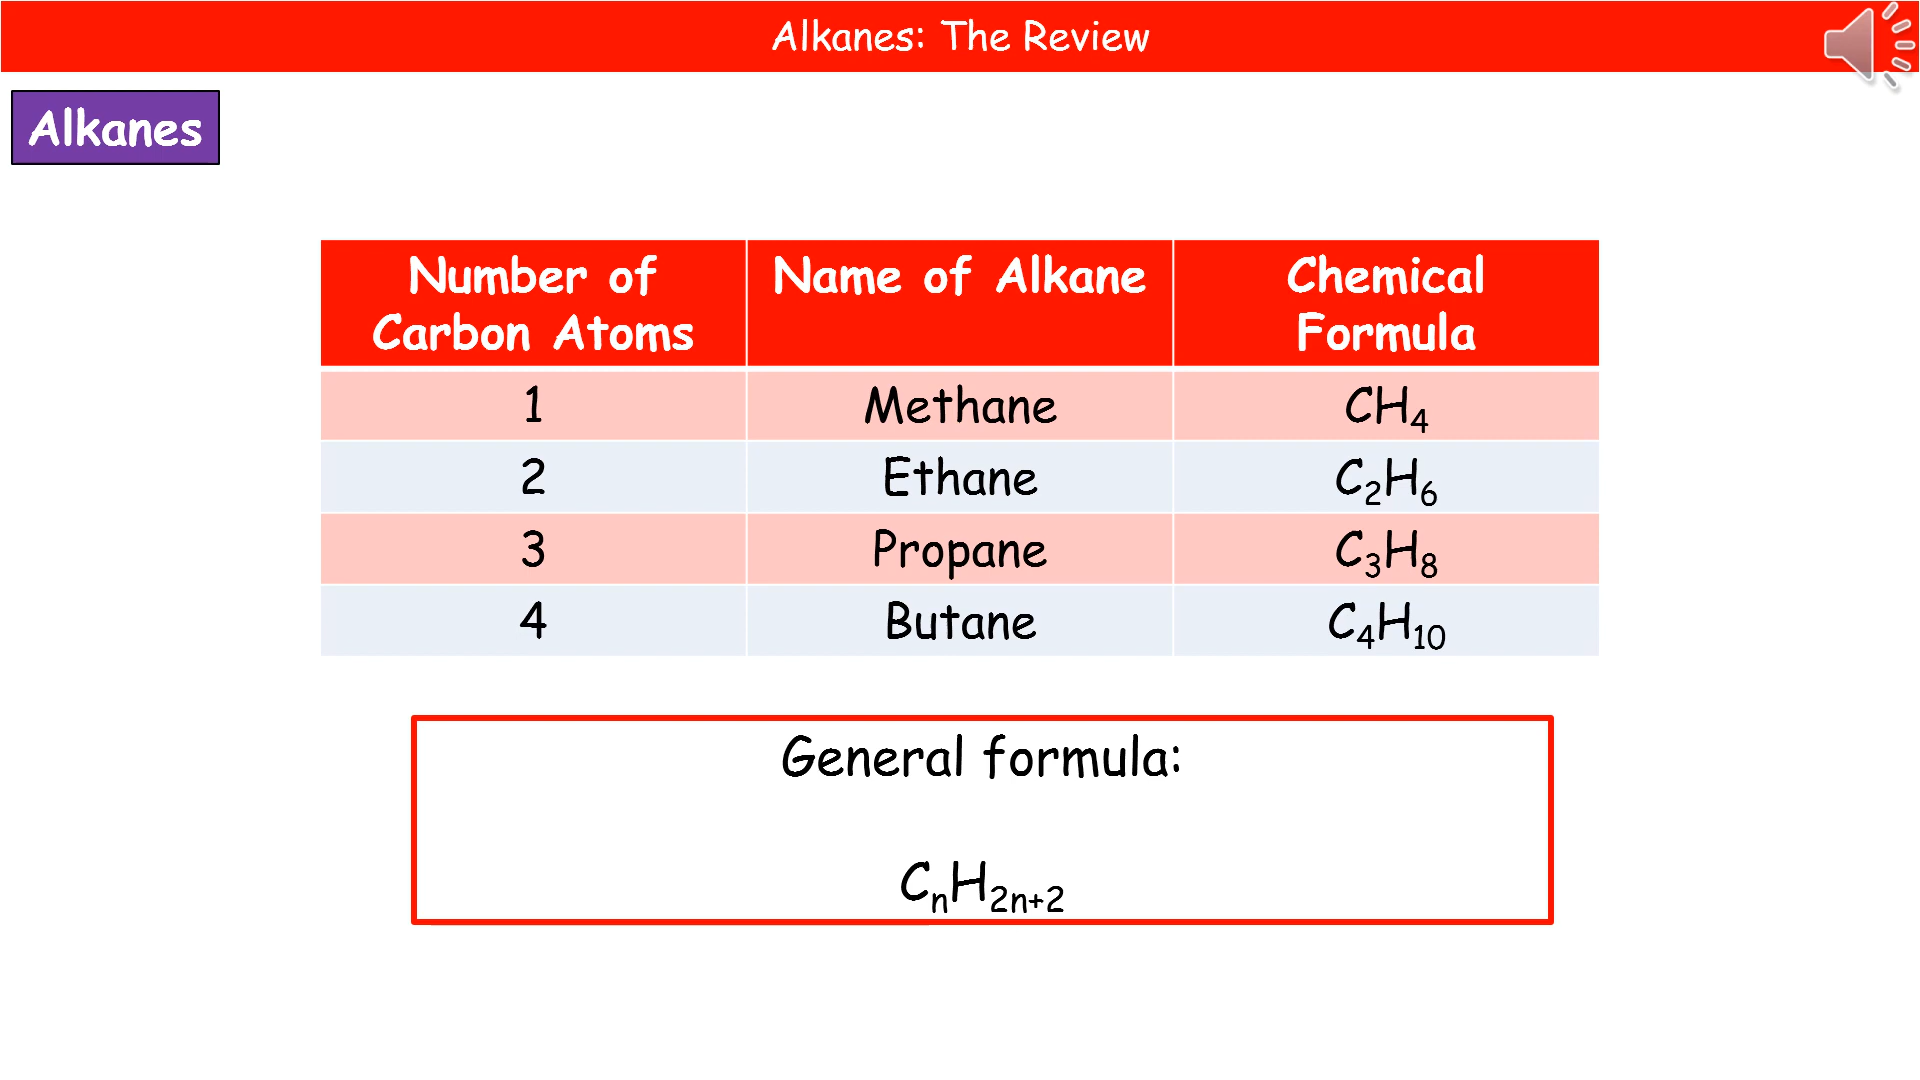 Alkanes: The Review
Alkanes
Number of Carbon Atoms Name of Alkane Chemical Formula
1 Methane CH₄
2 Ethane C₂H₆
3 Propane C₃H₈
4 Butane C₄H₁₀
General formula:
CₙH₂ₙ₊₂